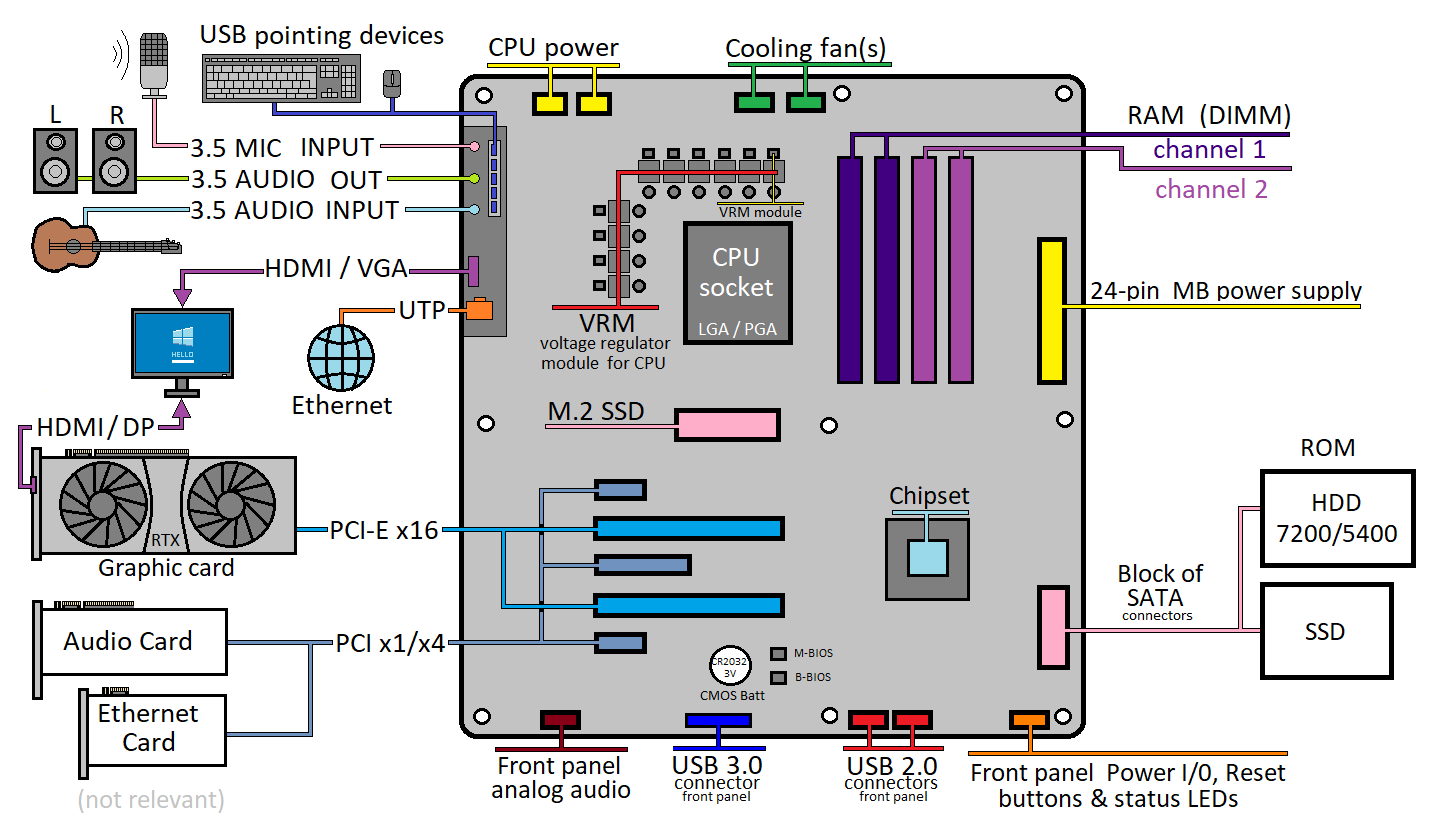 USB pointing devices
CPU power
Cooling fan(s)
L
R
RAM (DIMM)
channel 1
channel 2
3.5 MIC INPUT
3.5 AUDIO OUT
3.5 AUDIO INPUT
VRM module
CPU
socket
LGA / PGA
HDMI / VGA
UTP
24-pin MB power supply
VRM
voltage regulator
module for CPU
HELLO
Ethernet
M.2 SSD
HDMI / DP
ROM
HDD
7200/5400
Chipset
PCI-E x16
RTX
Graphic card
Block of
SATA
connectors
SSD
Audio Card
PCI x1/x4
CR2032
3V
CMOS Batt
M-BIOS
B-BIOS
Ethernet
Card
(not relevant)
Front panel
analog audio
USB 3.0
connector
front panel
USB 2.0
connectors
front panel
Front panel Power I/0, Reset
buttons & status LEDs